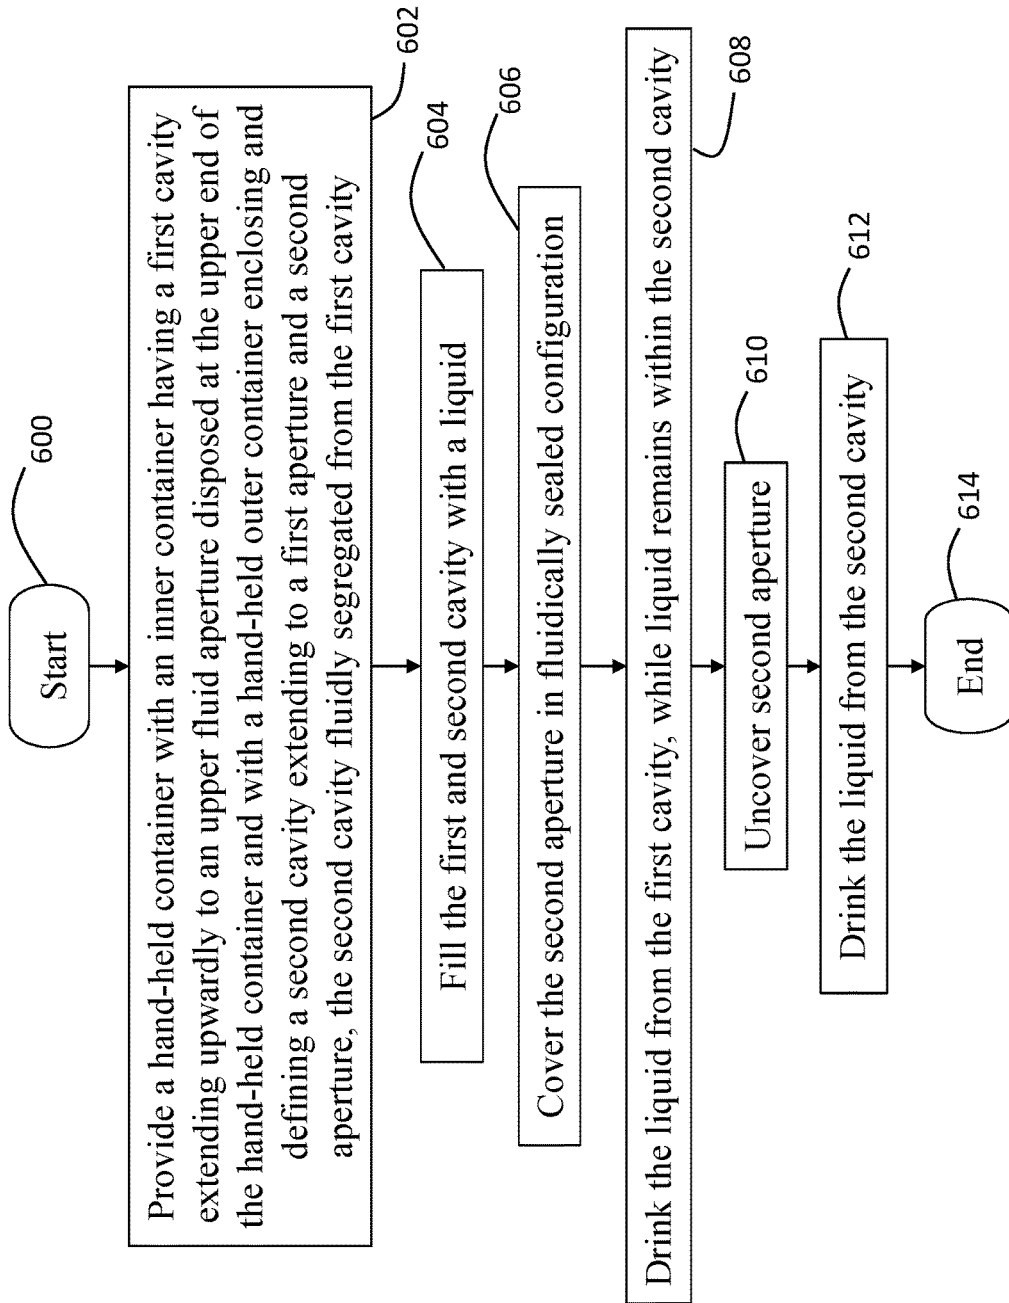 Start
600
Provide a hand-held container with an inner container having a first cavity
extending upwardly to an upper fluid aperture disposed at the upper end of
the hand-held container and with a hand-held outer container enclosing and
defining a second cavity extending to a first aperture and a second
aperture, the second cavity fluidly segregated from the first cavity
602
Fill the first and second cavity with a liquid
604
Cover the second aperture in fluidically sealed configuration
606
Drink the liquid from the first cavity, while liquid remains within the second cavity
608
Uncover second aperture
610
Drink the liquid from the second cavity
612
End
614